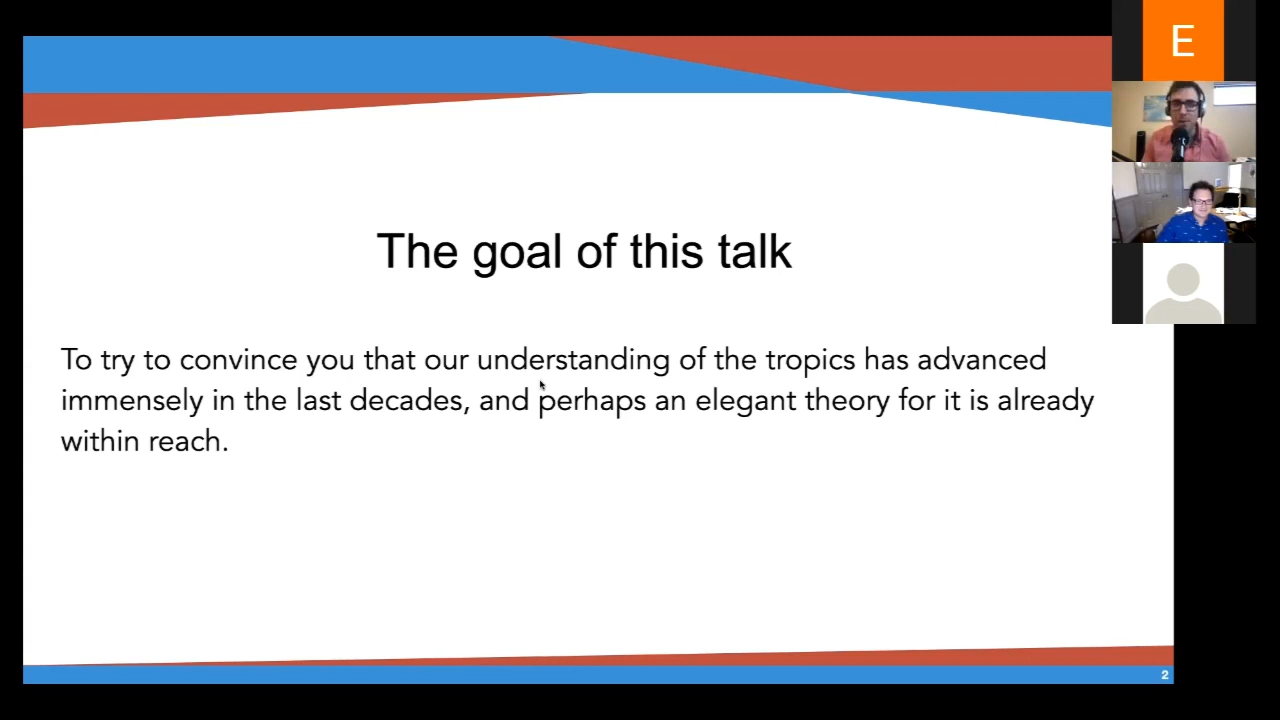 E
The goal of this talk
To try to convince you that our understanding of the tropics has advanced
immensely in the last decades, and perhaps an elegant theory for it is already
within reach.
2